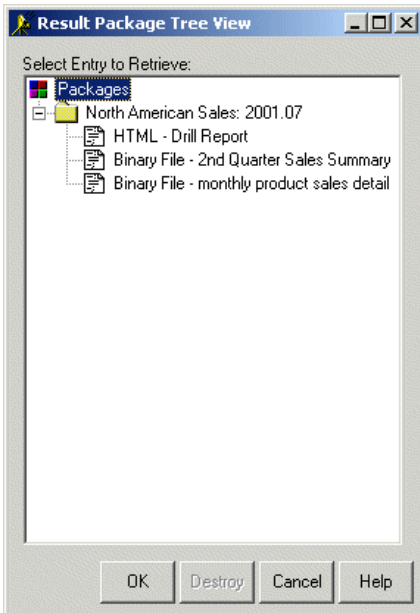 Result Package Tree View
Select Entry to Retrieve:
Packages
North American Sales: 2001.07
HTML - Drill Report
Binary File - 2nd Quarter Sales Summary
Binary File - monthly product sales detail
OK Destroy Cancel Help